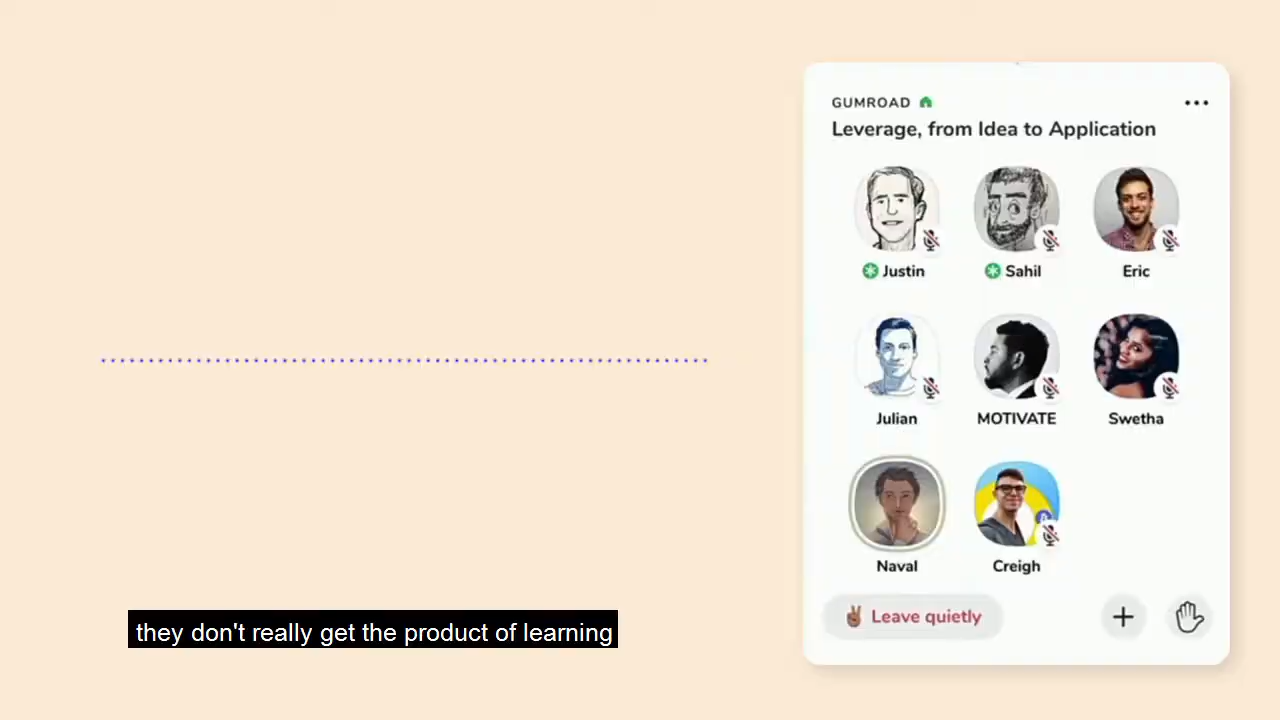 GUMROAD
Leverage, from Idea to Application
Justin Sahil Eric
Julian MOTIVATE Swetha
Naval Creigh
Leave quietly
they don't really get the product of learning